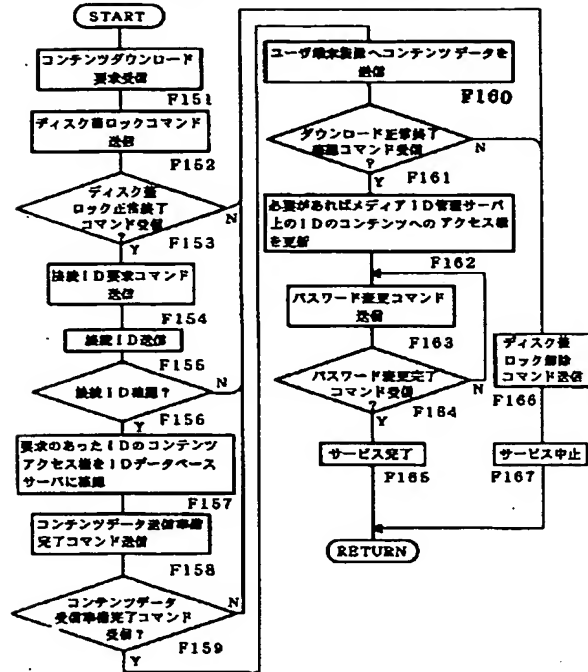 START
コンテンツダウンロード
要求受信
F151
ディスク盤ロックコマンド
送信
F152
ディスク盤
ロック正常終了
コマンド受信
?
N
Y
F153
接続ID要求コマンド
送信
F154
接続ID送信
F155
接続ID確認?
N
Y
F156
要求のあったIDのコンテンツ
アクセス権をIDデータベース
サーバに確認
F157
コンテンツデータ送信準備
完了コマンド送信
F158
コンテンツデータ
受信準備完了コマンド
受信?
N
Y
F159
ユーザ端末装置へコンテンツデータを
送信
F160
ダウンロード正常終了
確認コマンド受信
?
N
Y
F161
必要があればメディアID管理サーバ
上のIDのコンテンツへのアクセス権
を更新
F162
パスワード変更コマンド
送信
F163
パスワード変更完了
コマンド受信
?
N
Y
F164
サービス完了
F165
ディスク盤
ロック解除
コマンド送信
F166
サービス中止
F167
RETURN